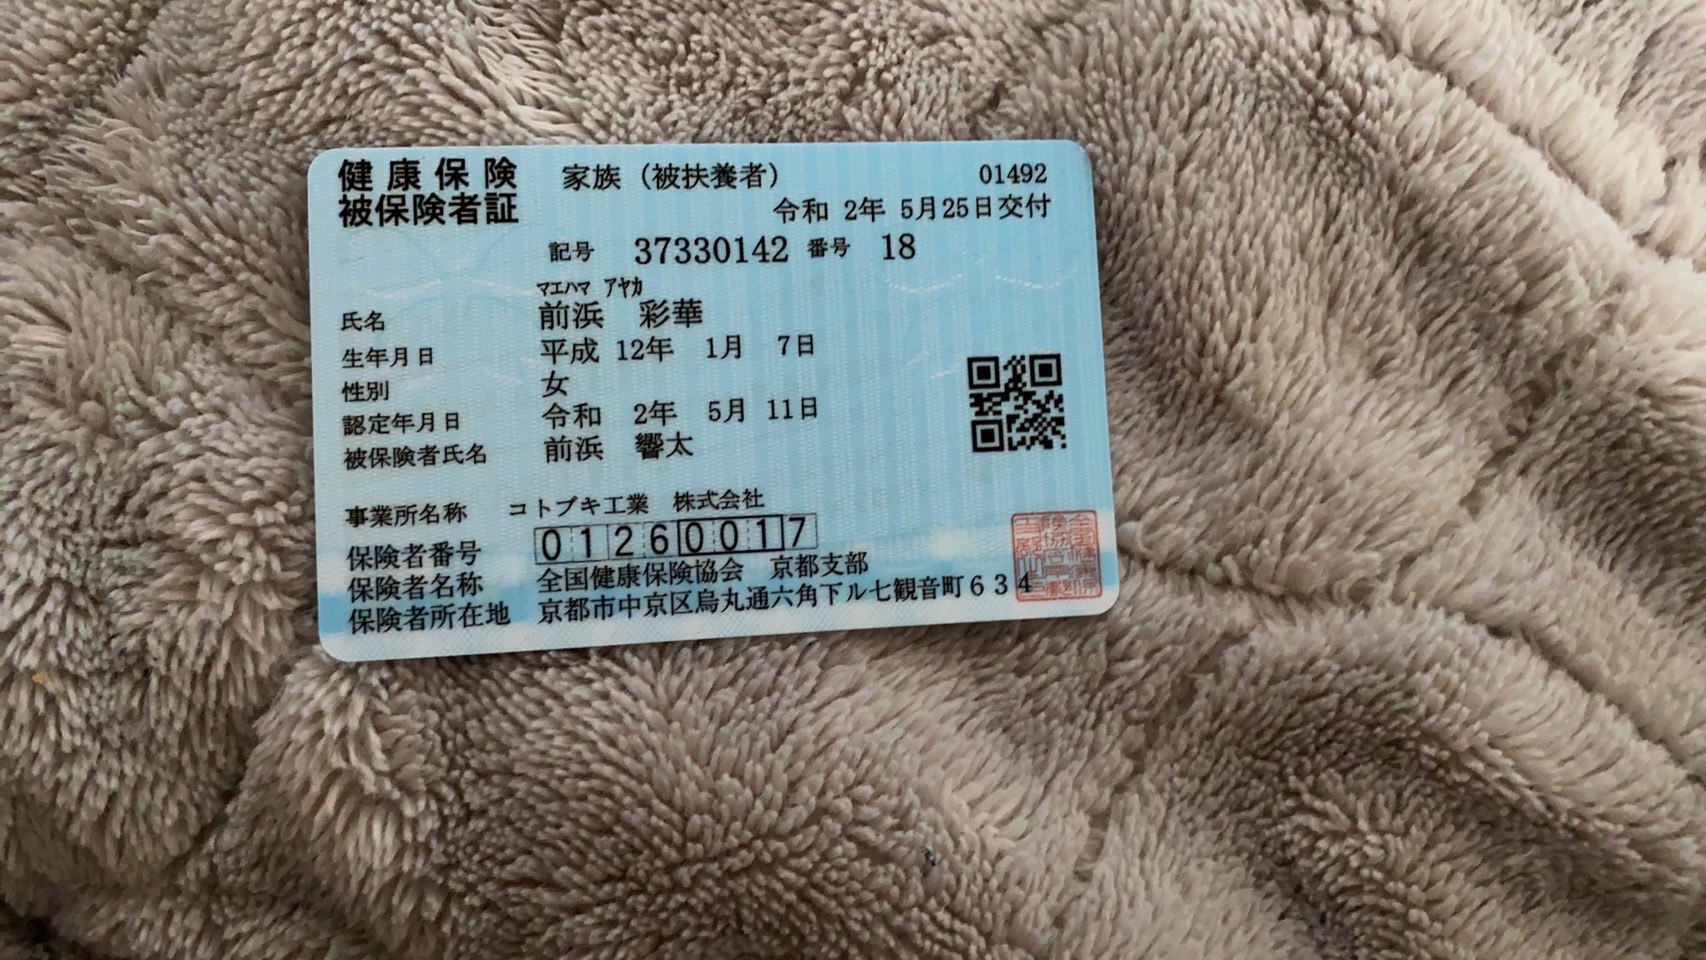 健康保険 家族（被扶養者） 01492
被保険者証 令和 2年 5月25日交付
記号 37330142 番号 18
マエハマ アヤカ
氏名 前浜 彩華
生年月日 平成 12年 1月 7日
性別 女
認定年月日 令和 2年 5月 11日
被保険者氏名 前浜 響太
事業所名称 コトブキ工業 株式会社
保険者番号 01260017
保険者名称 全国健康保険協会 京都支部
保険者所在地 京都市中京区烏丸通六角下ル七観音町634